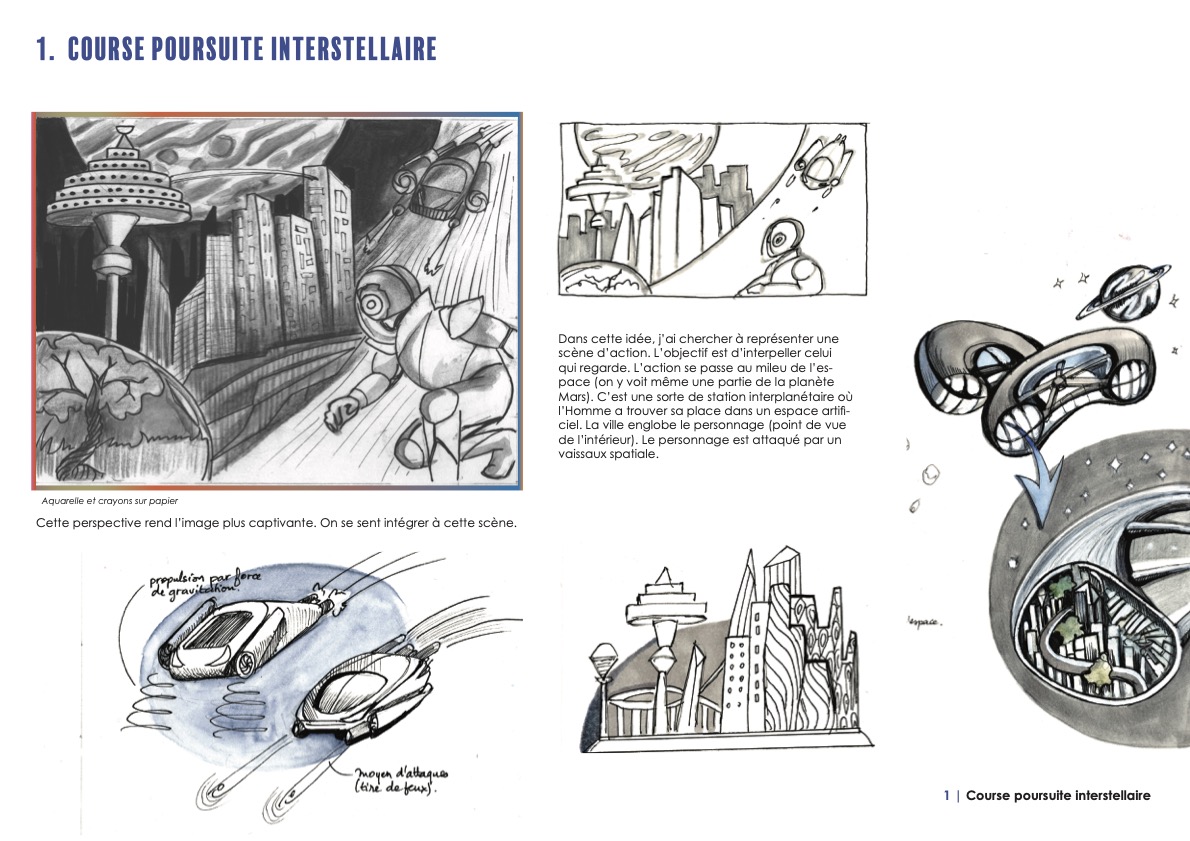 1. COURSE POURSUITE INTERSTELLAIRE
Dans cette idée, j'ai chercher à représenter une
scène d'action. L'objectif est d'interpeller celui
qui regarde. L'action se passe au mileu de l'es-
pace (on y voit même une partie de la planète
Mars). C'est une sorte de station interplanétaire où
l'Homme a trouver sa place dans un espace artifi-
ciel. La ville englobe le personnage (point de vue
de l'intérieur). Le personnage est attaqué par un
vaissaux spatiale.
Aquarelle et crayons sur papier
Cette perspective rend l'image plus captivante. On se sent intégrer à cette scène.
propulsion par force
de gravitation.
moyen d'attaques
(tire de feux).
espace.
1 | Course poursuite interstellaire